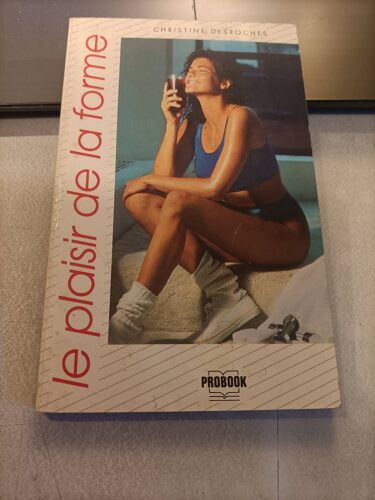 CHRISTINE DESROCHES
le plaisir de la forme
PROBOOK